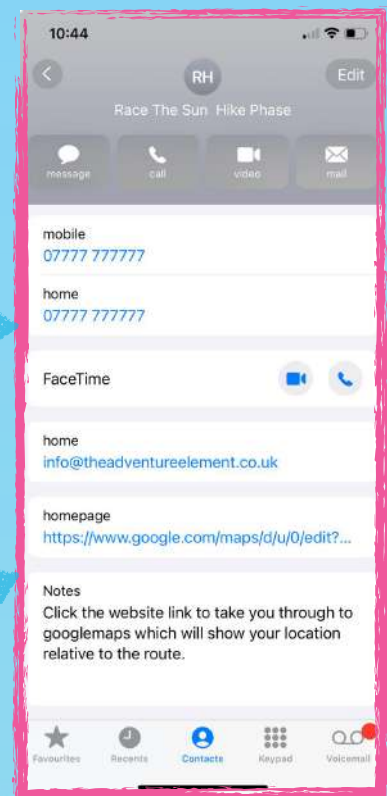 10:44
RH
Edit
Race The Sun Hike Phase
message call video mail
mobile
07777 777777
home
07777 777777
FaceTime
home
info@theadventureelement.co.uk
homepage
https://www.google.com/maps/d/u/0/edit?...
Notes
Click the website link to take you through to
googlemaps which will show your location
relative to the route.
Favourites Recents Contacts Keypad Voicemail